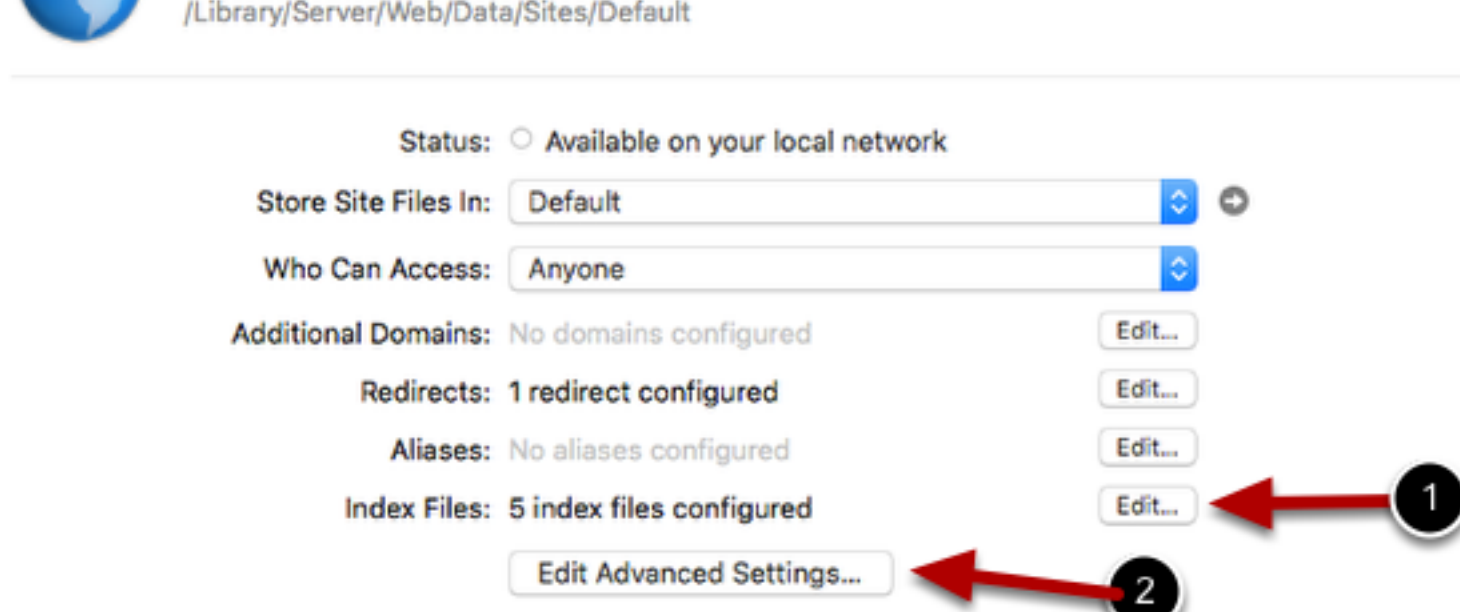 /Library/Server/Web/Data/Sites/Default
Status: Available on your local network
Store Site Files In: Default
Who Can Access: Anyone
Additional Domains: No domains configured Edit...
Redirects: 1 redirect configured Edit...
Aliases: No aliases configured Edit...
Index Files: 5 index files configured Edit... 1
Edit Advanced Settings... 2